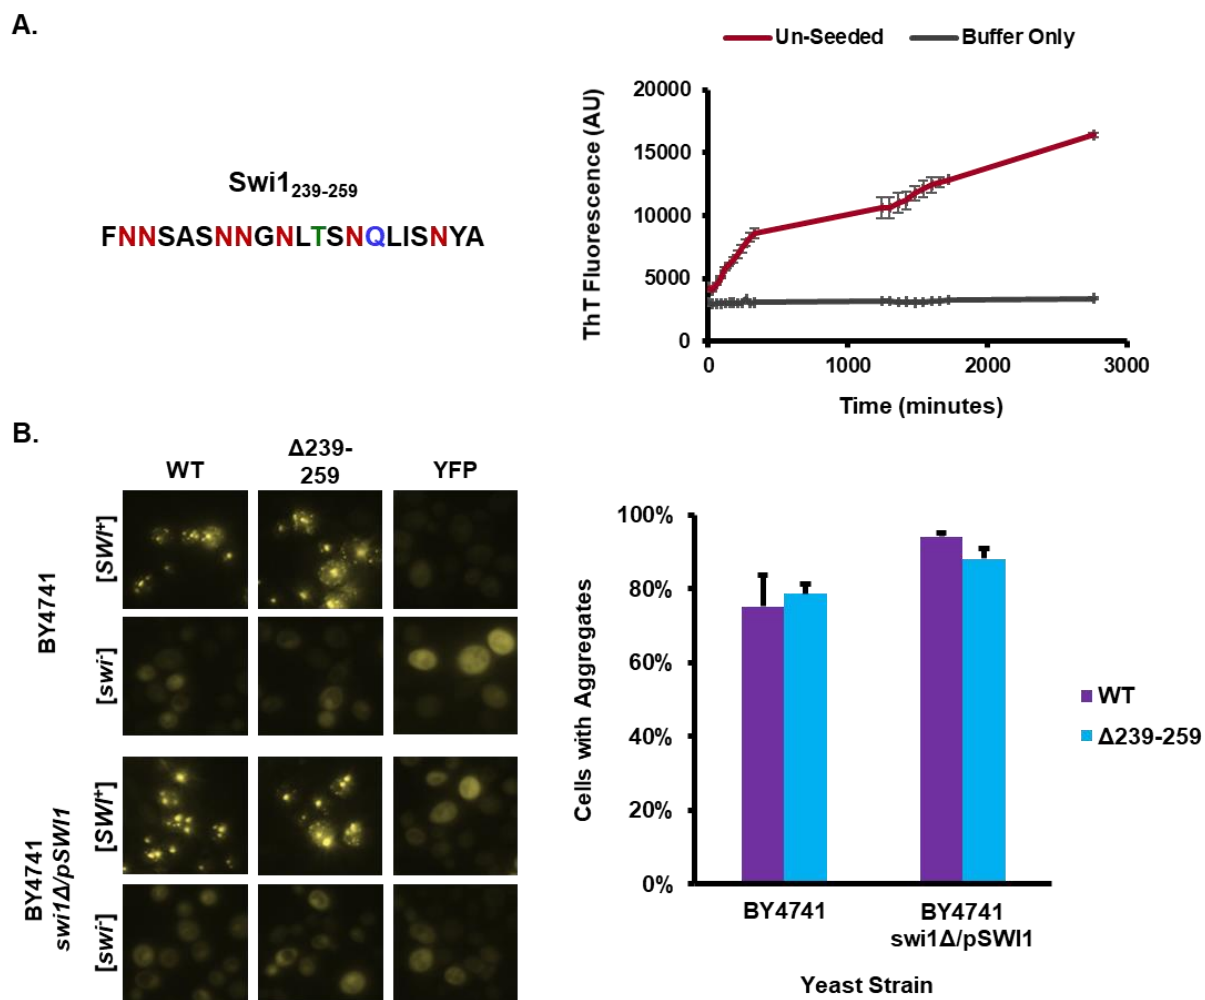 A.
Swi1239-259
FNNSASNNGNLTSNQLISNYA
Un-Seeded
Buffer Only
ThT Fluorescence (AU)
20000
15000
10000
5000
0
0
1000
2000
3000
Time (minutes)
B.
WT
Δ239-
259
YFP
BY4741
[SWI+]
[swi-]
BY4741
swi1Δ/pSWI1
[SWI+]
[swi-]
Cells with Aggregates
100%
80%
60%
40%
20%
0%
BY4741
BY4741
swi1Δ/pSWI1
Yeast Strain
WT
Δ239-259